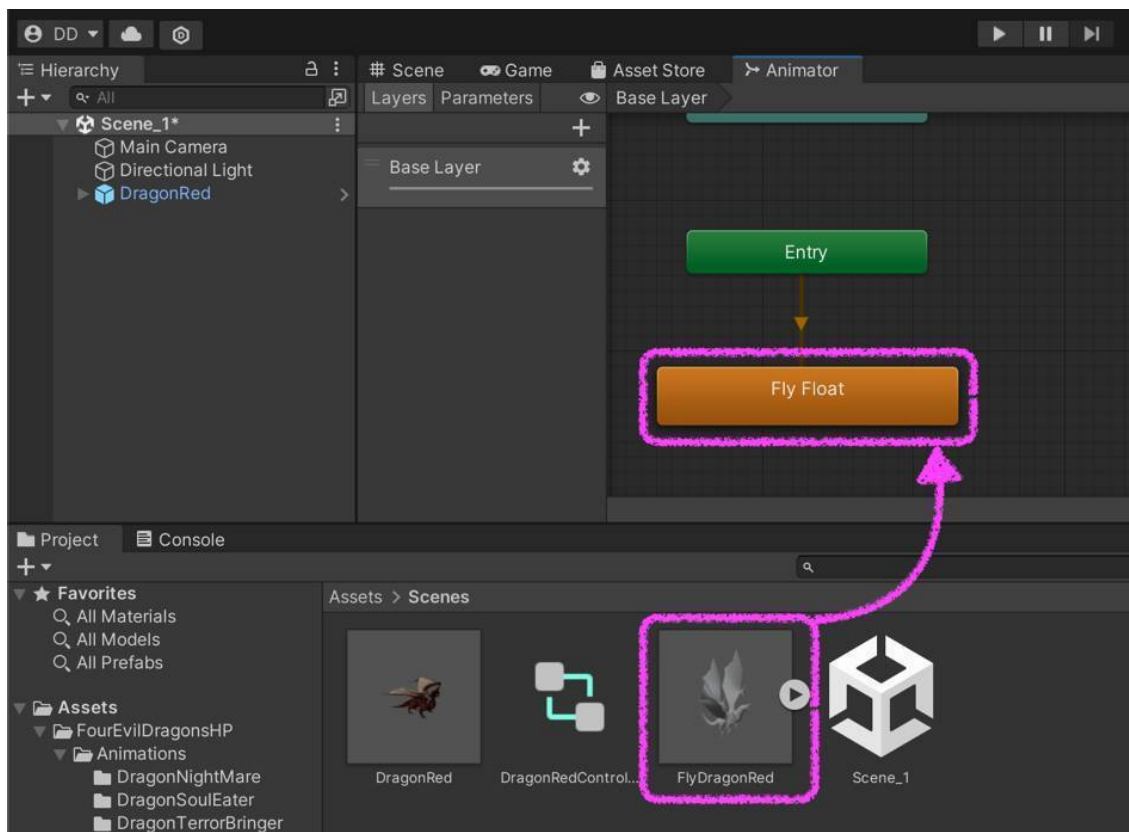 DD
Hierarchy
All
Scene_1*
Main Camera
Directional Light
DragonRed
Scene
Game
Asset Store
Animator
Layers Parameters
Base Layer
Base Layer
Entry
Fly Float
Project
Console
Favorites
All Materials
All Models
All Prefabs
Assets
FourEvilDragonsHP
Animations
DragonNightMare
DragonSoulEater
DragonTerrorBringer
Assets > Scenes
DragonRed
DragonRedControl...
FlyDragonRed
Scene_1